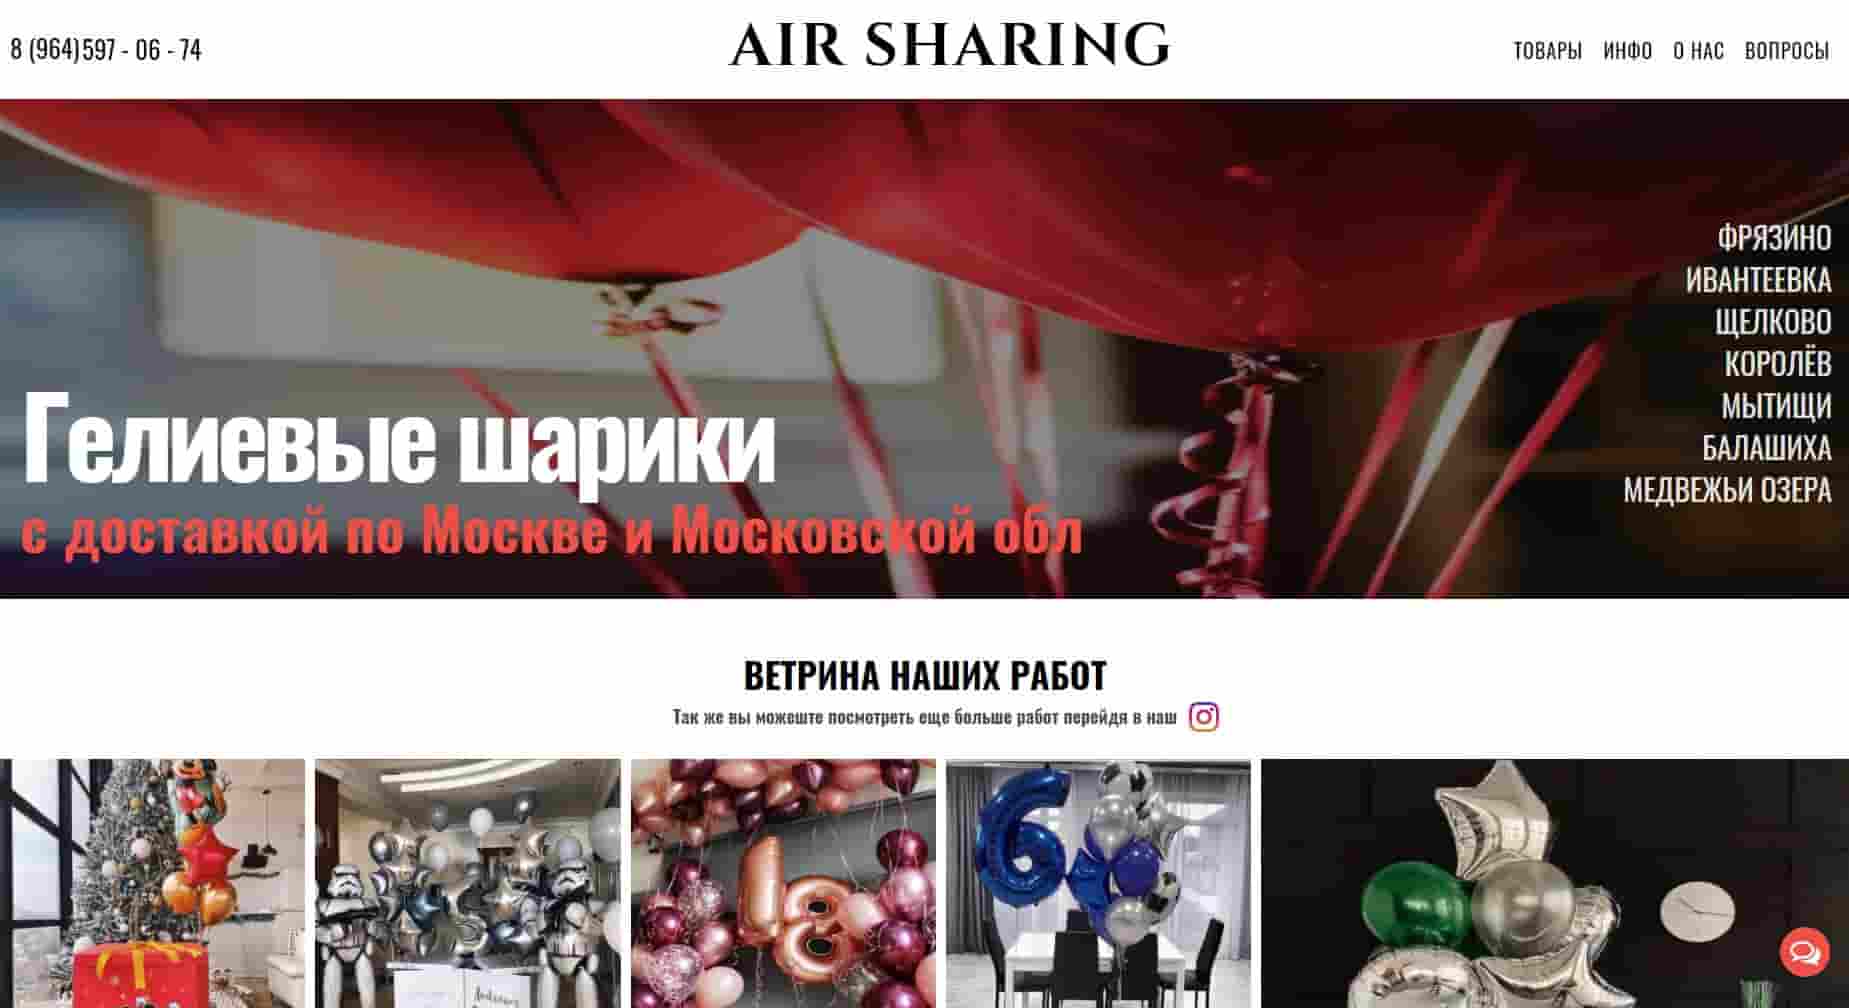 8 (964)597 - 06 - 74
AIR SHARING
ТОВАРЫ ИНФО О НАС ВОПРОСЫ
ФРЯЗИНО
ИВАНТЕЕВКА
ЩЕЛКОВО
КОРОЛЁВ
МЫТИЩИ
БАЛАШИХА
МЕДВЕЖЬИ ОЗЕРА
Гелиевые шарики
с доставкой по Москве и Московской обл
ВЕТРИНА НАШИХ РАБОТ
Так же вы можеште посмотреть еще больше работ перейдя в наш
6